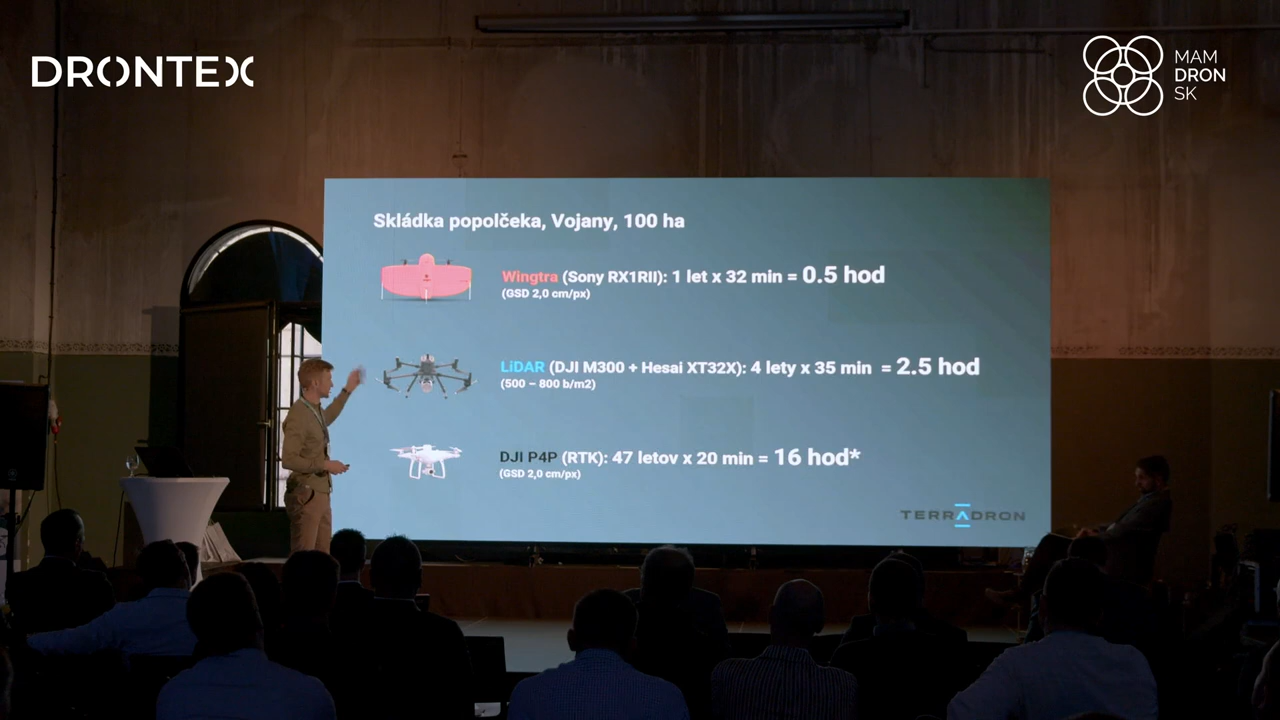 DRONTEX
MAM
DRON
SK
Skládka popolčeka, Vojany, 100 ha
Wingtra (Sony RX1RII): 1 let x 32 min = 0.5 hod
(GSD 2,0 cm/px)
LiDAR (DJI M300 + Hesai XT32X): 4 lety x 35 min = 2.5 hod
(500 – 800 b/m2)
DJI P4P (RTK): 47 letov x 20 min = 16 hod*
(GSD 2,0 cm/px)
TERRADRON